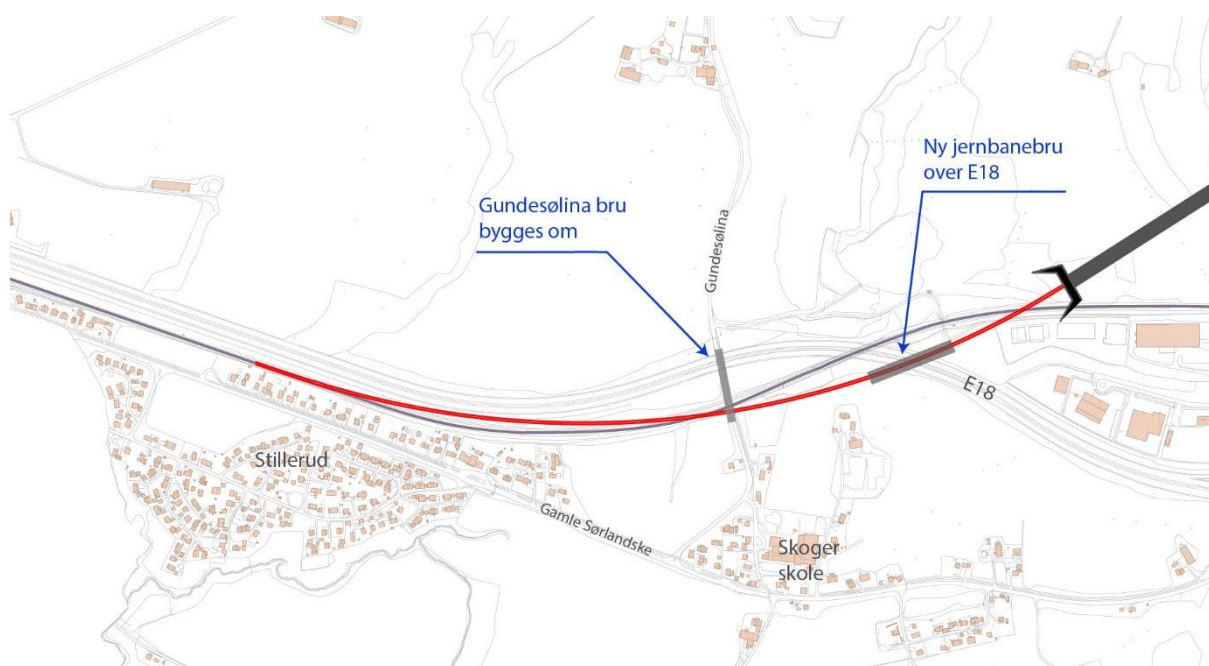 Ny jernbanebru
over E18
Gundesølina bru
bygges om
Gundesølina
E18
Stillerud
Gamle Sørlandske
Skoger
skole